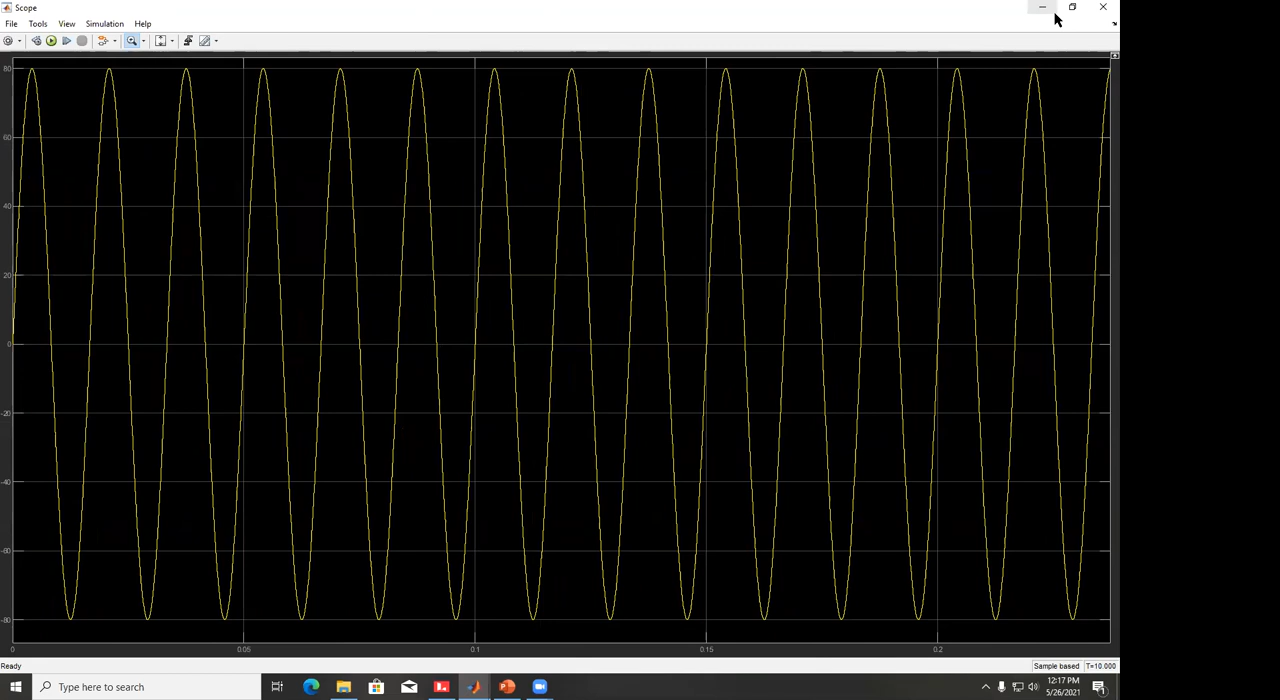 Scope
File Tools View Simulation Help
80
60
40
20
0
-20
-40
-60
-80
0 0.05 0.1 0.15 0.2
Ready Sample based T=10.000
Type here to search 12:17 PM
5/26/2021 1